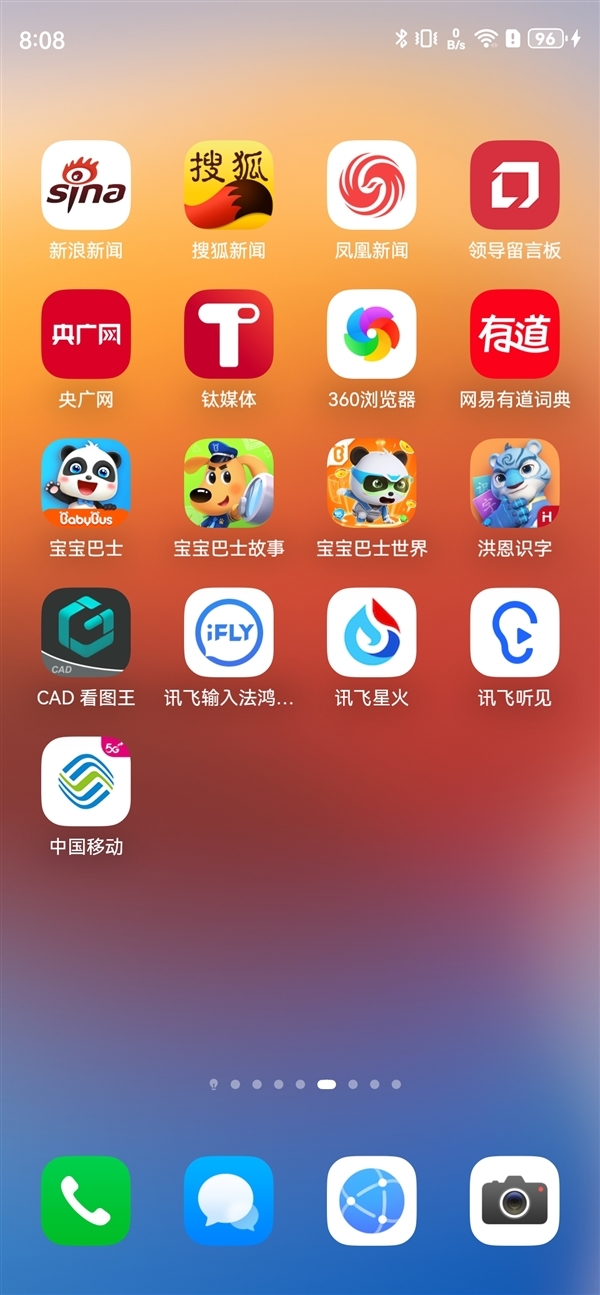 8:08
0
B/s
96
sina
搜狐
新浪新闻
搜狐新闻
凤凰新闻
领导留言板
央广网
T
有道
央广网
钛媒体
360浏览器
网易有道词典
BabyBus
H
宝宝巴士
宝宝巴士故事
宝宝巴士世界
洪恩识字
CAD
iFLY
CAD 看图王
讯飞输入法鸿...
讯飞星火
讯飞听见
5G+
中国移动